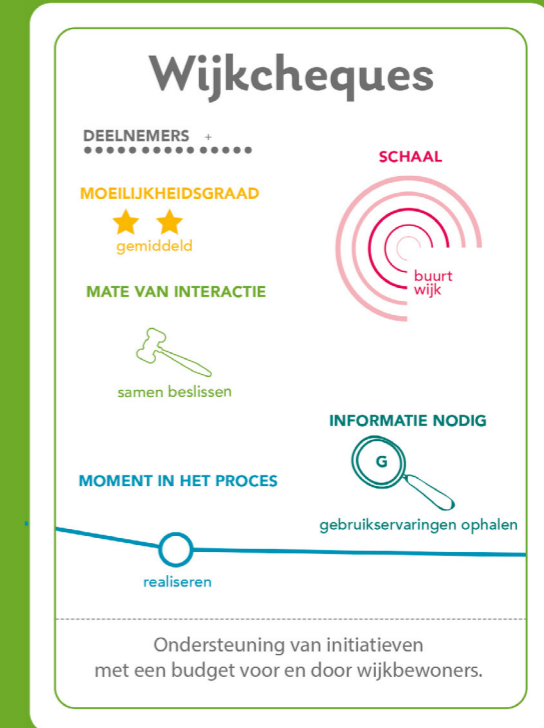 Wijkcheques
DEELNEMERS +
SCHAAL
MOEILIJKHEIDSGRAAD
gemiddeld
buurt
wijk
MATE VAN INTERACTIE
samen beslissen
INFORMATIE NODIG
G
gebruikservaringen ophalen
MOMENT IN HET PROCES
realiseren
Ondersteuning van initiatieven
met een budget voor en door wijkbewoners.